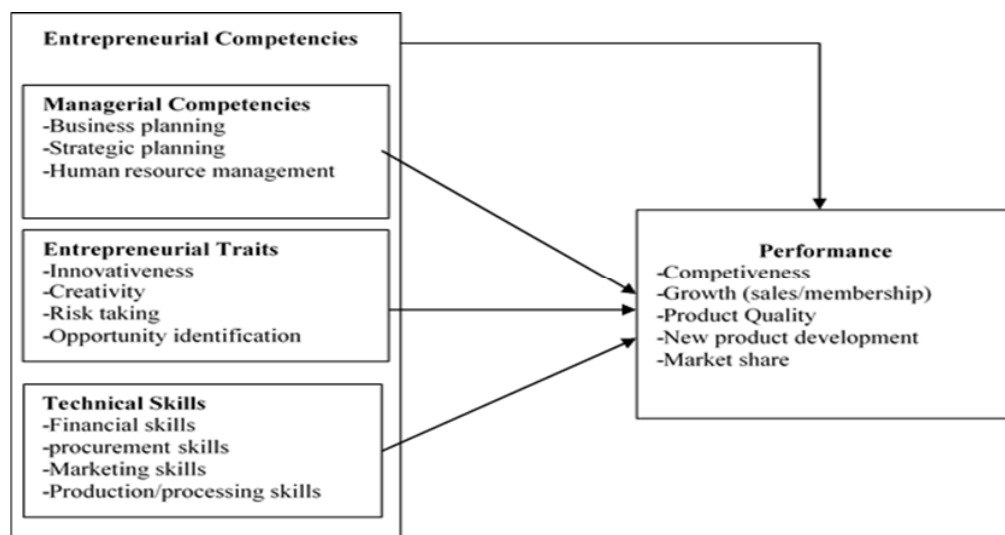 Entrepreneurial Competencies
Managerial Competencies
-Business planning
-Strategic planning
-Human resource management
Entrepreneurial Traits
-Innovativeness
-Creativity
-Risk taking
-Opportunity identification
Technical Skills
-Financial skills
-procurement skills
-Marketing skills
-Production/processing skills
Performance
-Competiveness
-Growth (sales/membership)
-Product Quality
-New product development
-Market share